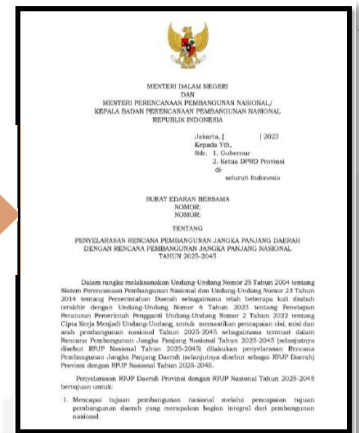 MENTERI DALAM NEGERI
DAN
MENTERI PERENCANAAN PEMBANGUNAN NASIONAL/
KEPALA BADAN PERENCANAAN PEMBANGUNAN NASIONAL
REPUBLIK INDONESIA
Jakarta, [ ] 2023
Kepada Yth,
Sdr. 1. Gubernur
2. Ketua DPRD Provinsi
di-
seluruh Indonesia
SURAT EDARAN BERSAMA
NOMOR:
NOMOR:
TENTANG
PENYELARASAN RENCANA PEMBANGUNAN JANGKA PANJANG DAERAH
DENGAN RENCANA PEMBANGUNAN JANGKA PANJANG NASIONAL
TAHUN 2025-2045
Dalam rangka melaksanakan Undang-Undang Nomor 25 Tahun 2004 tentang
Sistem Perencanaan Pembangunan Nasional dan Undang-Undang Nomor 23 Tahun
2014 tentang Pemerintahan Daerah sebagaimana telah beberapa kali diubah
terakhir dengan Undang-Undang Nomor 6 Tahun 2023 tentang Penetapan
Peraturan Pemerintah Pengganti Undang-Undang Nomor 2 Tahun 2022 tentang
Cipta Kerja Menjadi Undang-Undang, untuk memastikan pencapaian visi, misi dan
arah pembangunan nasional Tahun 2025-2045 sebagaimana termuat dalam
Rencana Pembangunan Jangka Panjang Nasional Tahun 2025-2045 (selanjutnya
disebut RPJP Nasional Tahun 2025-2045) dilakukan penyelarasan Rencana
Pembangunan Jangka Panjang Daerah (selanjutnya disebut sebagai RPJP Daerah)
Provinsi dengan RPJP Nasional Tahun 2025-2045.
Penyelarasan RPJP Daerah Provinsi dengan RPJP Nasional Tahun 2025-2045
bertujuan untuk:
1. Mencapai tujuan pembangunan nasional melalui pencapaian tujuan
pembangunan daerah yang merupakan bagian integral dari pembangunan
nasional.